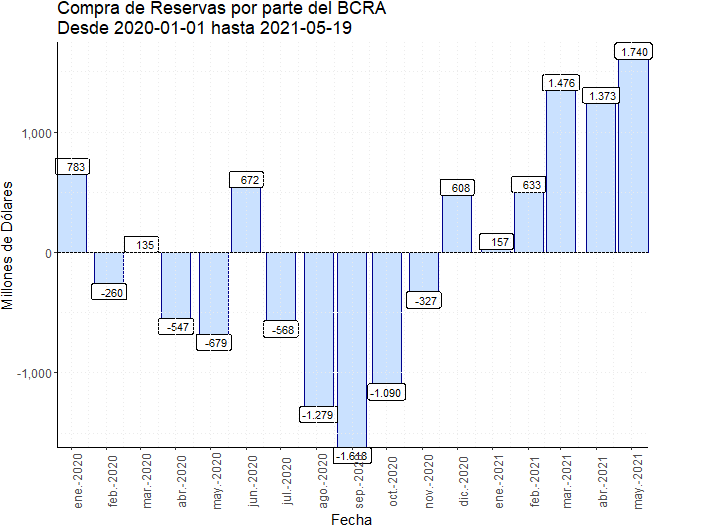 Compra de Reservas por parte del BCRA
Desde 2020-01-01 hasta 2021-05-19
Millones de Dólares
1,000
0
-1,000
783
-260
135
-547
-679
672
-568
-1.279
-1.618
-1.090
-327
608
157
633
1.476
1.373
1.740
ene.-2020
feb.-2020
mar.-2020
abr.-2020
may.-2020
jun.-2020
jul.-2020
ago.-2020
sep.-2020
oct.-2020
nov.-2020
dic.-2020
ene.-2021
feb.-2021
mar.-2021
abr.-2021
may.-2021
Fecha